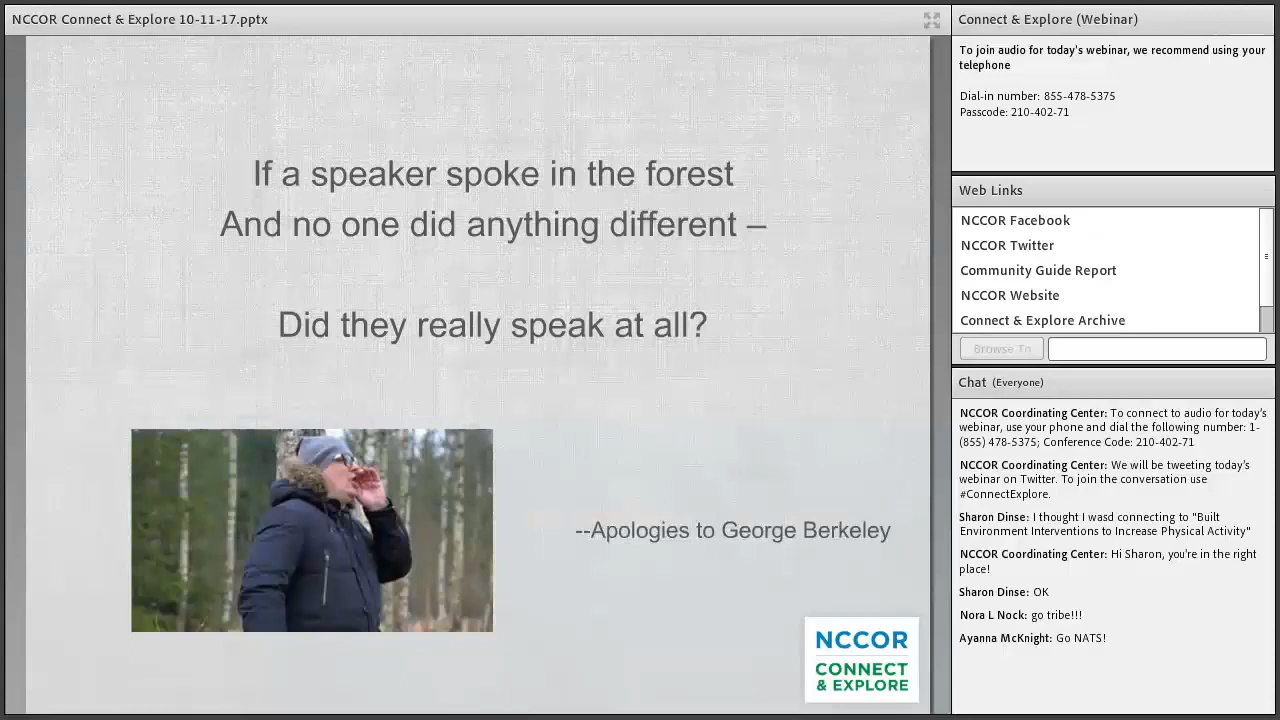 NCCOR Connect & Explore 10-11-17.pptx
If a speaker spoke in the forest
And no one did anything different –
Did they really speak at all?
--Apologies to George Berkeley
NCCOR
CONNECT
& EXPLORE
Connect & Explore (Webinar)
To join audio for today's webinar, we recommend using your
telephone
Dial-in number: 855-478-5375
Passcode: 210-402-71
Web Links
NCCOR Facebook
NCCOR Twitter
Community Guide Report
NCCOR Website
Connect & Explore Archive
Browse To
Chat (Everyone)
NCCOR Coordinating Center: To connect to audio for today's
webinar, use your phone and dial the following number: 1-
(855) 478-5375; Conference Code: 210-402-71
NCCOR Coordinating Center: We will be tweeting today's
webinar on Twitter. To join the conversation use
#ConnectExplore.
Sharon Dinse: I thought I wasd connecting to "Built
Environment Interventions to Increase Physical Activity"
NCCOR Coordinating Center: Hi Sharon, you're in the right
place!
Sharon Dinse: OK
Nora L Nock: go tribe!!!
Ayanna McKnight: Go NATS!